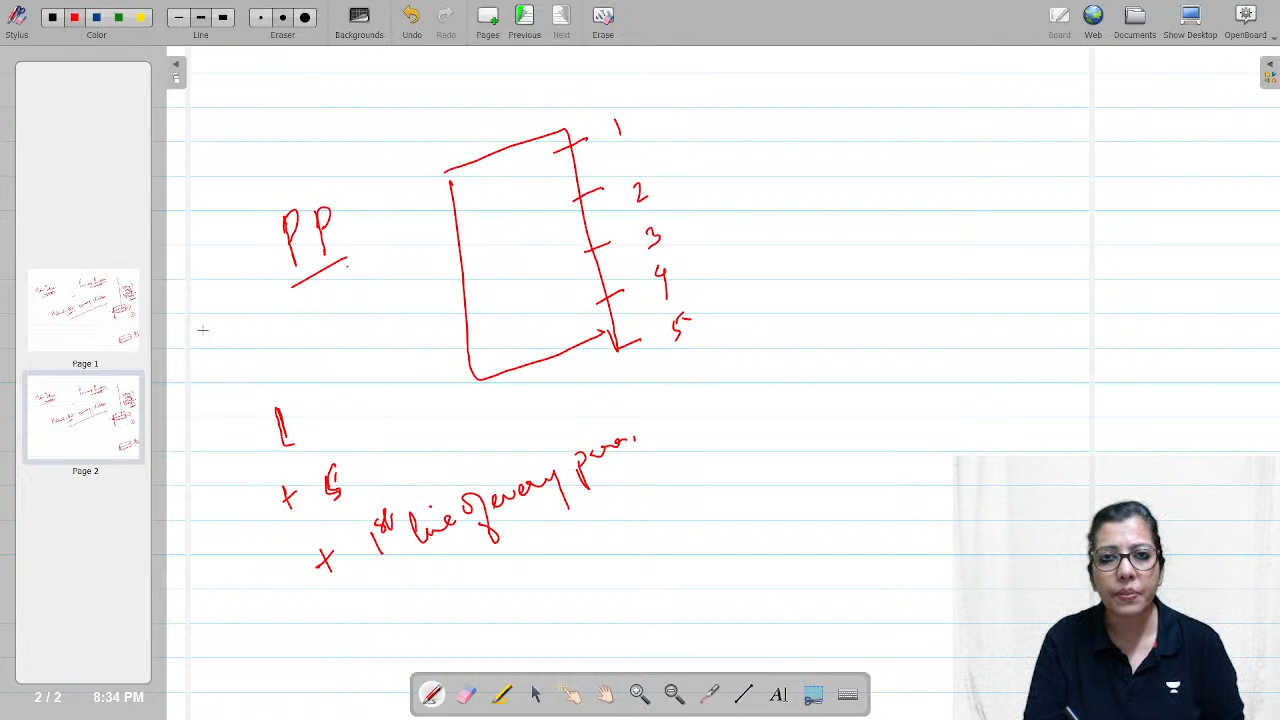 Stylus Color Line Eraser Backgrounds Undo Redo Pages Previous Next Erase Board Web Documents Show Desktop OpenBoard
1
2
PP
3
4
5
Page 1
1
+ 5
1st line of every para.
+
Page 2
2 / 2 8:34 PM